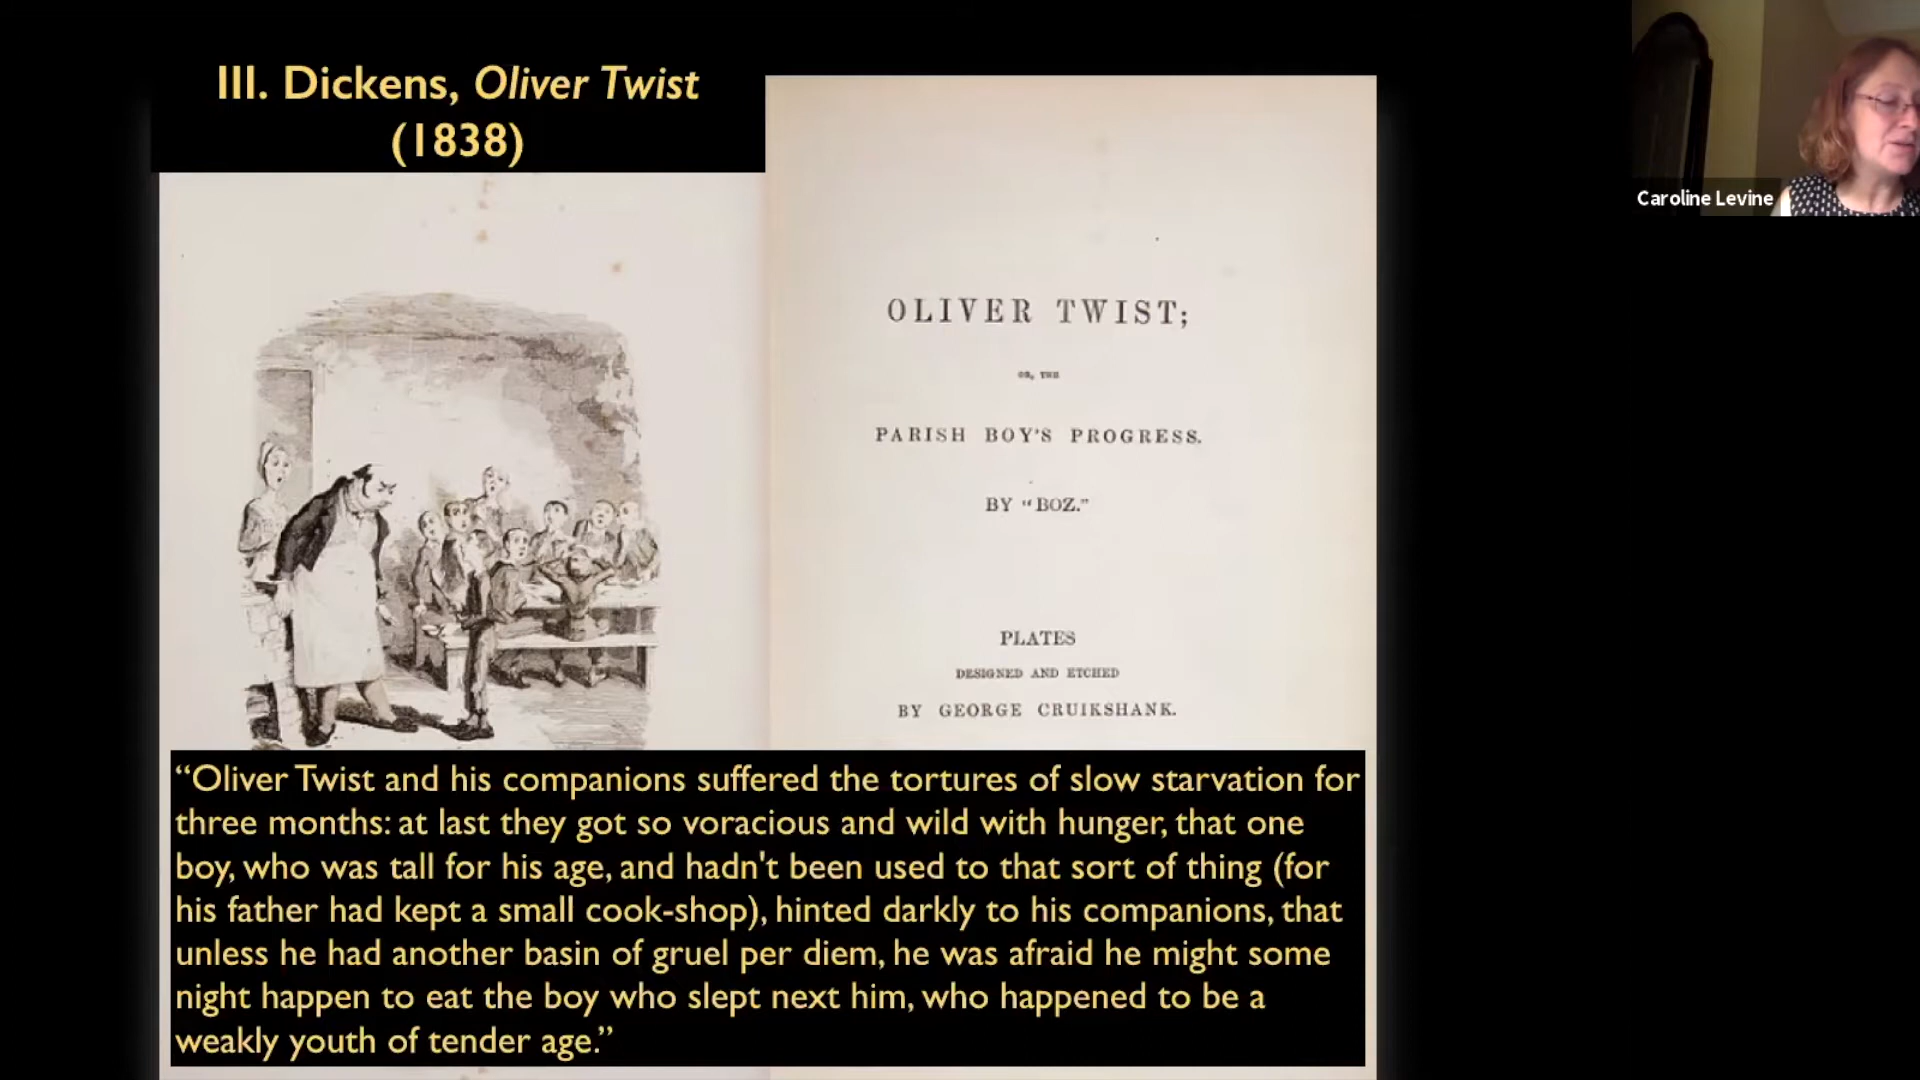 III. Dickens, Oliver Twist
(1838)
OLIVER TWIST;
OR, THE
PARISH BOY'S PROGRESS.
BY “BOZ.”
PLATES
DESIGNED AND ETCHED
BY GEORGE CRUIKSHANK.
“Oliver Twist and his companions suffered the tortures of slow starvation for
three months: at last they got so voracious and wild with hunger, that one
boy, who was tall for his age, and hadn't been used to that sort of thing (for
his father had kept a small cook-shop), hinted darkly to his companions, that
unless he had another basin of gruel per diem, he was afraid he might some
night happen to eat the boy who slept next him, who happened to be a
weakly youth of tender age.”
Caroline Levine